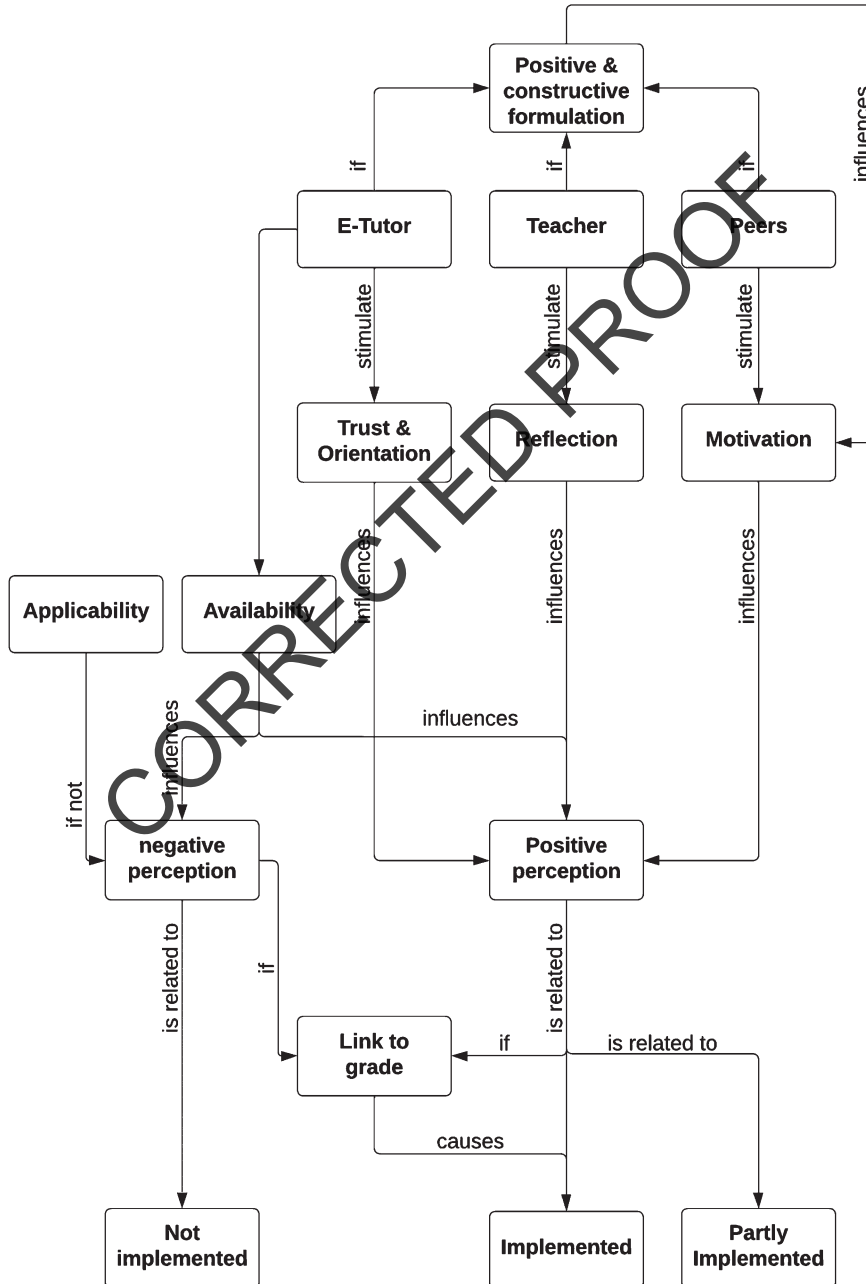 Positive &
constructive
formulation
influences
if
if
if
E-Tutor
Teacher
Peers
stimulate
stimulate
stimulate
Trust &
Orientation
Reflection
Motivation
influences
influences
influences
Applicability
Availability
influences
influences
if not
negative
perception
Positive
perception
is related to
if
is related to
Link to
grade
if
is related to
causes
Not
implemented
Implemented
Partly
Implemented
CORRECTED PROOF